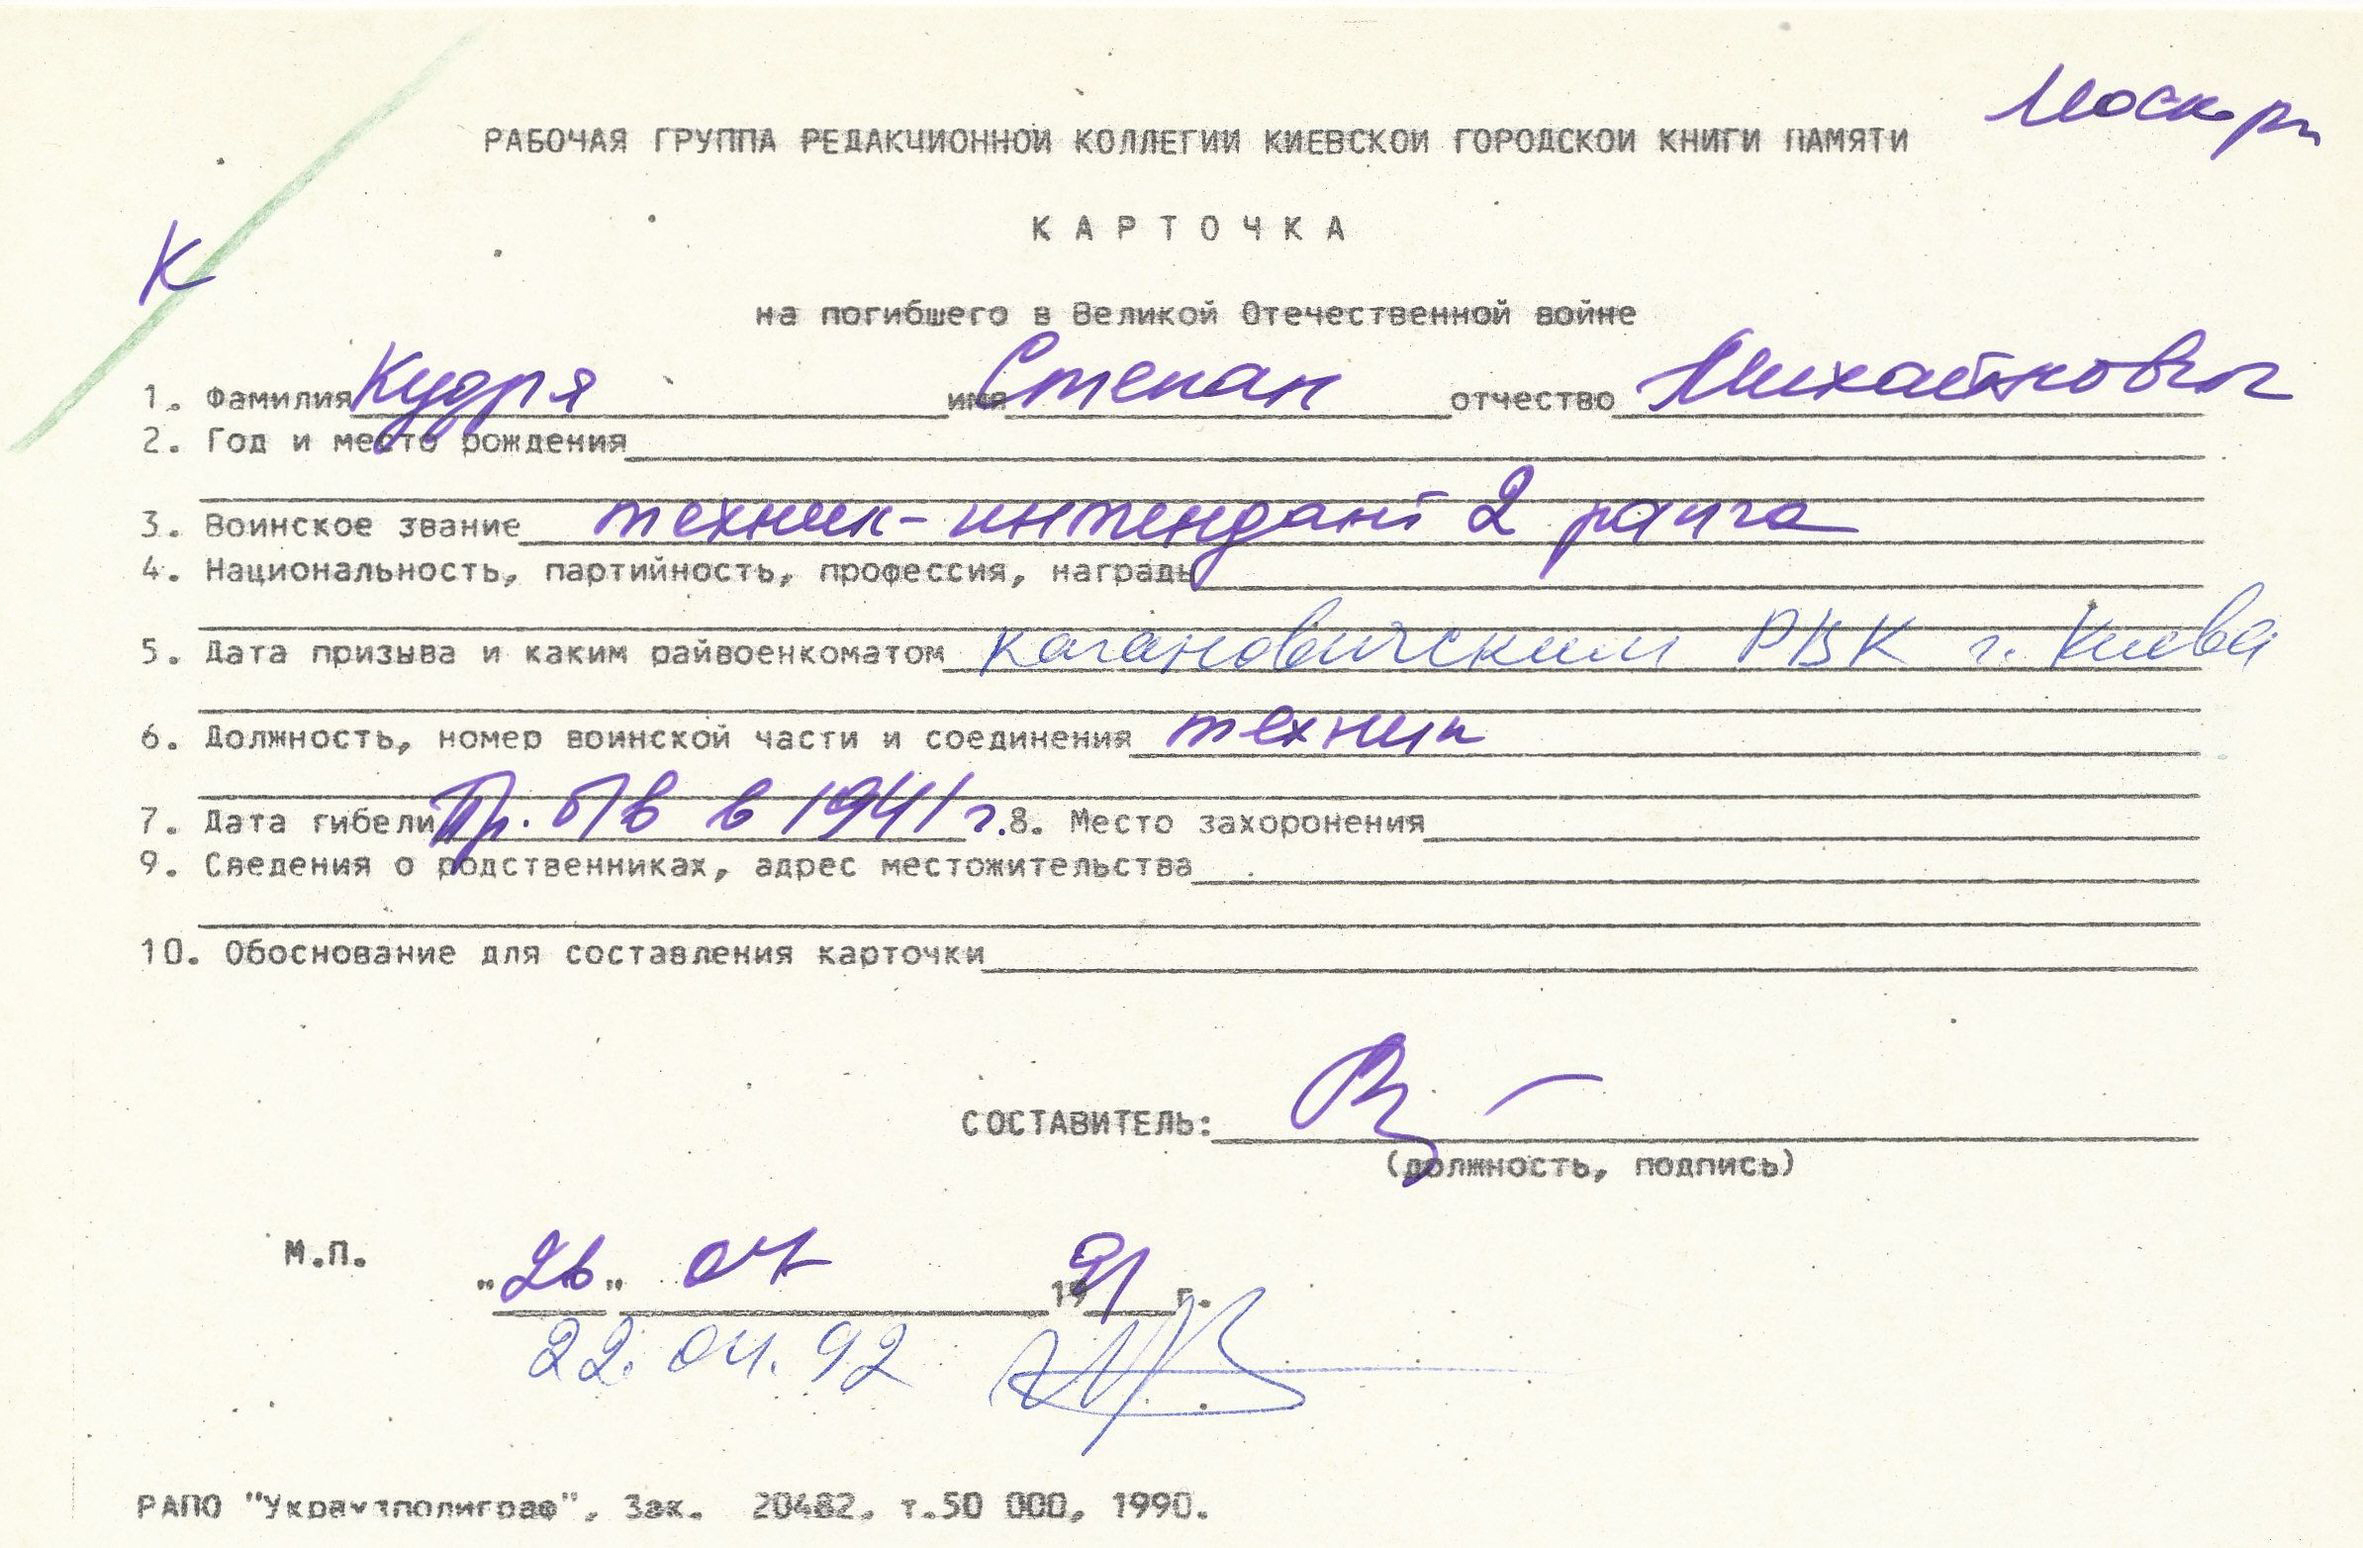 Моск. рн
РАБОЧАЯ ГРУППА РЕДАКЦИОННОЙ КОЛЛЕГИИ КИЕВСКОЙ ГОРОДСКОЙ КНИГИ ПАМЯТИ
КАРТОЧКА
К
на погибшего в Великой Отечественной войне
1. Фамилия Кудря имя Степан отчество Михайлович
2. Год и место рождения
3. Воинское звание техник-интендант 2 ранга
4. Национальность, партийность, профессия, награды
5. Дата призыва и каким райвоенкоматом Кагановичским РВК г. Киева
6. Должность, номер воинской части и соединения техник
7. Дата гибели Пр. б/в в 1941 г. 8. Место захоронения
9. Сведения о родственниках, адрес местожительства
10. Обоснование для составления карточки
СОСТАВИТЕЛЬ:
(должность, подпись)
М.П. "26" 04 1991 г.
22.04.92
РАПО "Укрвузполиграф", Зак. 20482, т.50 000, 1990.